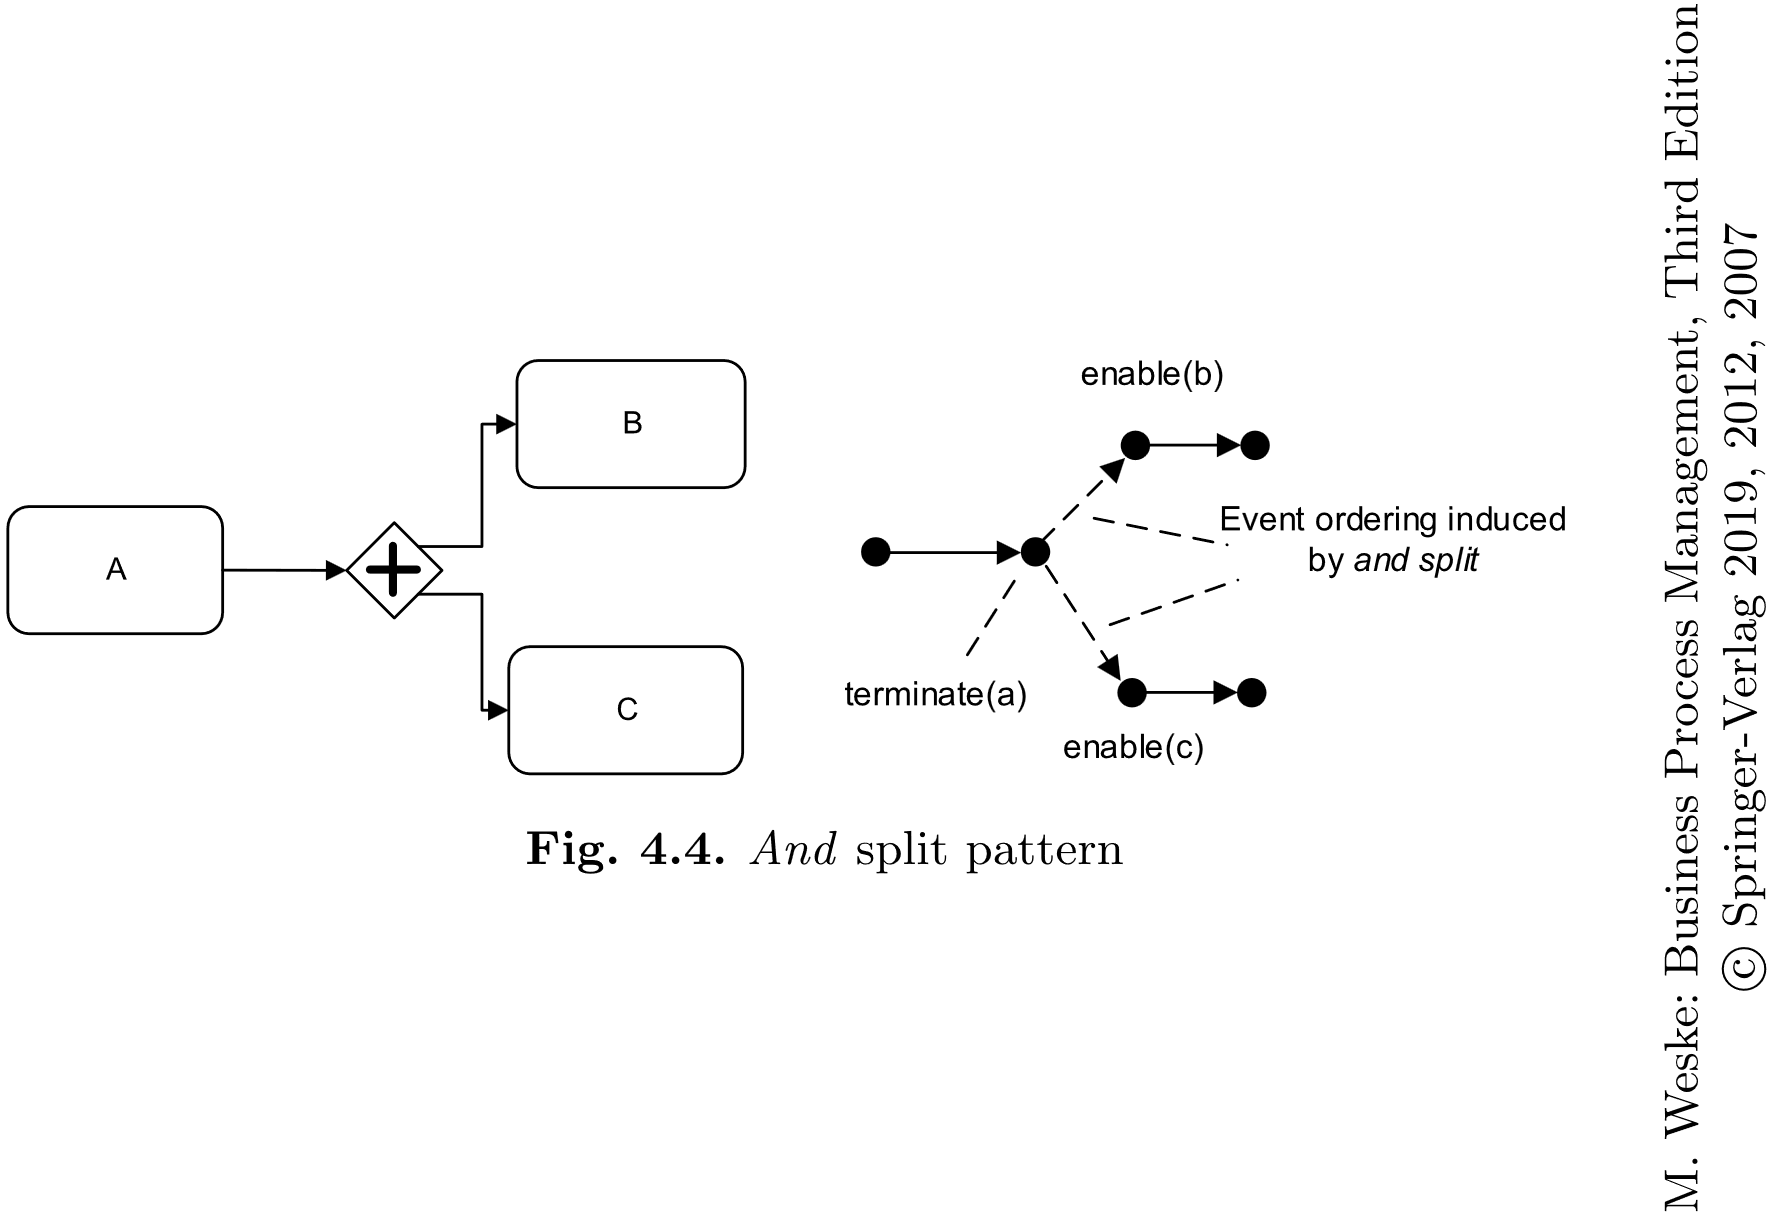 A
B
C
enable(b)
Event ordering induced
by and split
terminate(a)
enable(c)
Fig. 4.4. And split pattern
M. Weske: Business Process Management, Third Edition
© Springer-Verlag 2019, 2012, 2007